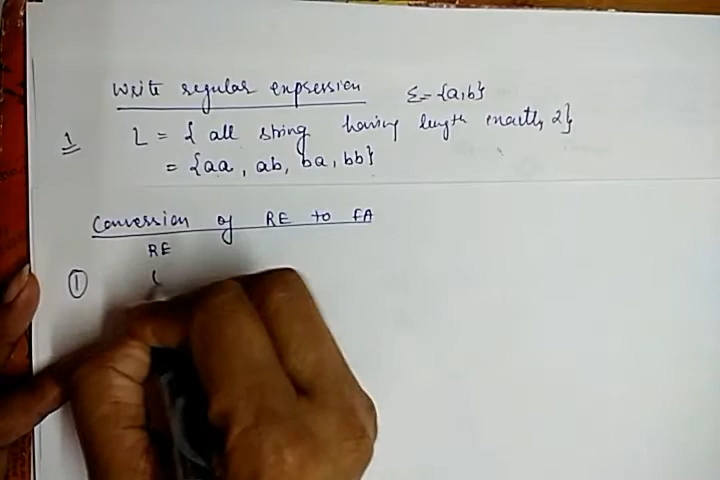 Write regular expsession Σ = {a,b}
1 L = { all string having length exactly 2}
= {aa, ab, ba, bb}
Conversion of RE to FA
RE
① (